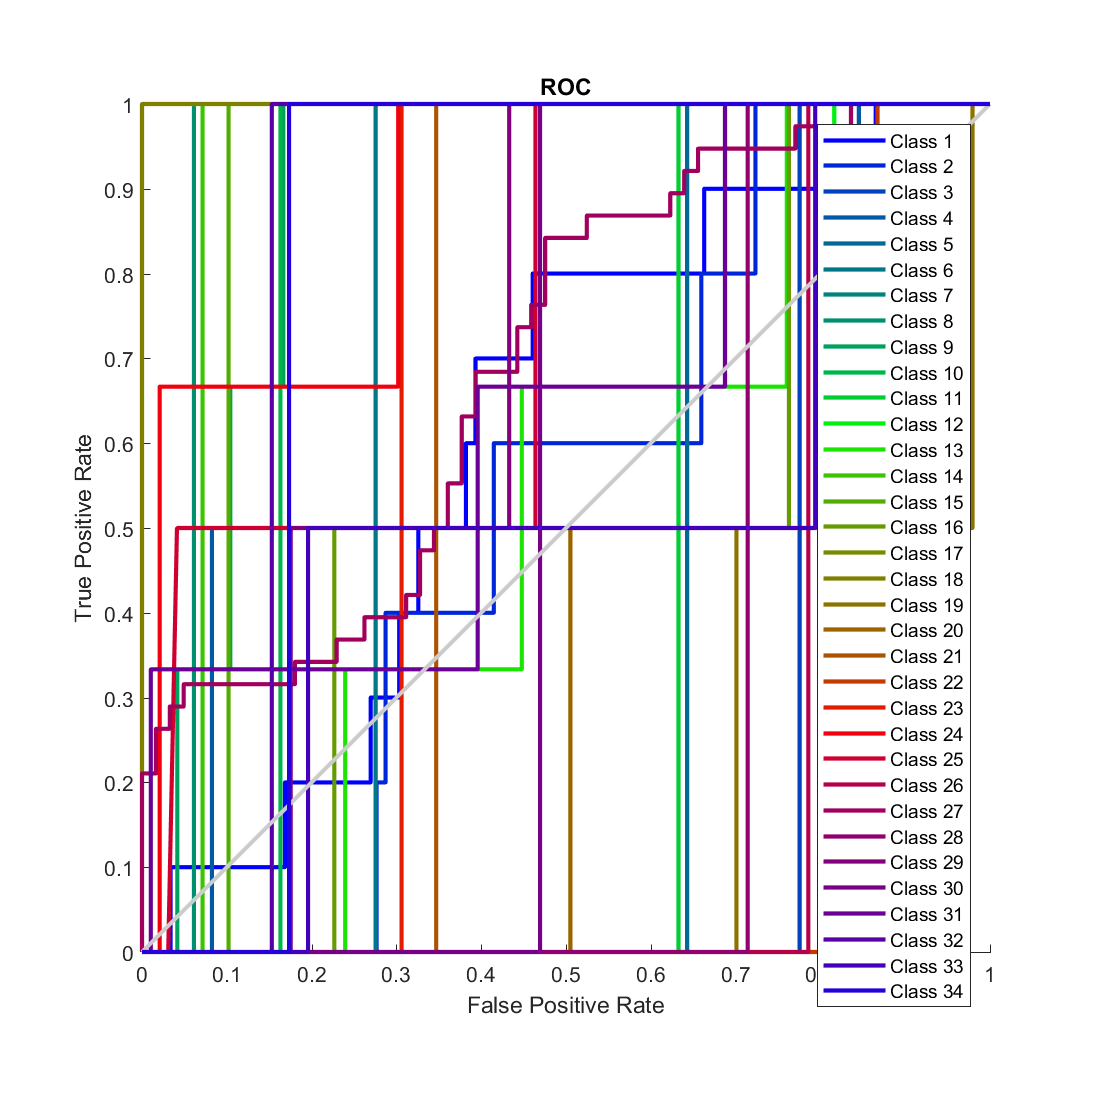 ROC
True Positive Rate
1
0.9
0.8
0.7
0.6
0.5
0.4
0.3
0.2
0.1
0
0 0.1 0.2 0.3 0.4 0.5 0.6 0.7 1
False Positive Rate
Class 1
Class 2
Class 3
Class 4
Class 5
Class 6
Class 7
Class 8
Class 9
Class 10
Class 11
Class 12
Class 13
Class 14
Class 15
Class 16
Class 17
Class 18
Class 19
Class 20
Class 21
Class 22
Class 23
Class 24
Class 25
Class 26
Class 27
Class 28
Class 29
Class 30
Class 31
Class 32
Class 33
Class 34